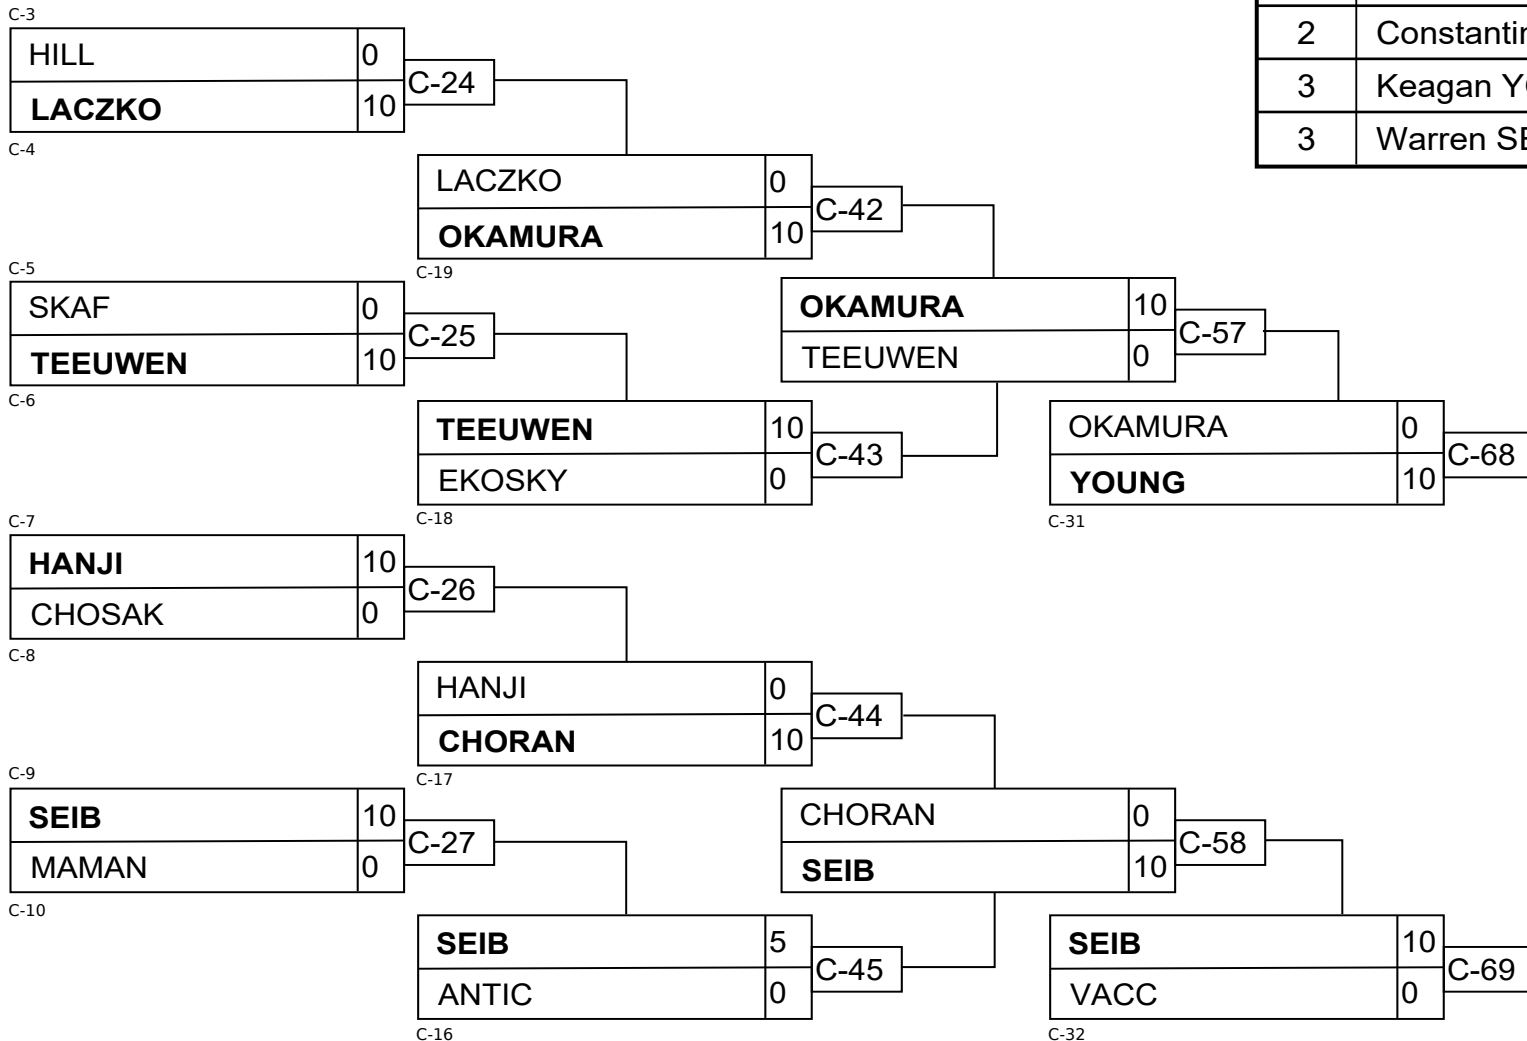 C-3
HILL 0
C-24
LACZKO 10
C-4
2
3 Keagan
3 Warren
LACZKO 0
C-42
OKAMURA 10
C-19
C-5
SKAF 0
C-25
TEEUWEN 10
C-6
OKAMURA 10
C-57
TEEUWEN 0
TEEUWEN 10
C-43
EKOSKY 0
C-18
OKAMURA 0
C-68
YOUNG 10
C-31
C-7
HANJI 10
C-26
CHOSAK 0
C-8
HANJI 0
C-44
CHORAN 10
C-17
C-9
SEIB 10
C-27
MAMAN 0
C-10
CHORAN 0
C-58
SEIB 10
SEIB 5
C-45
ANTIC 0
C-16
SEIB 10
C-69
VACC 0
C-32